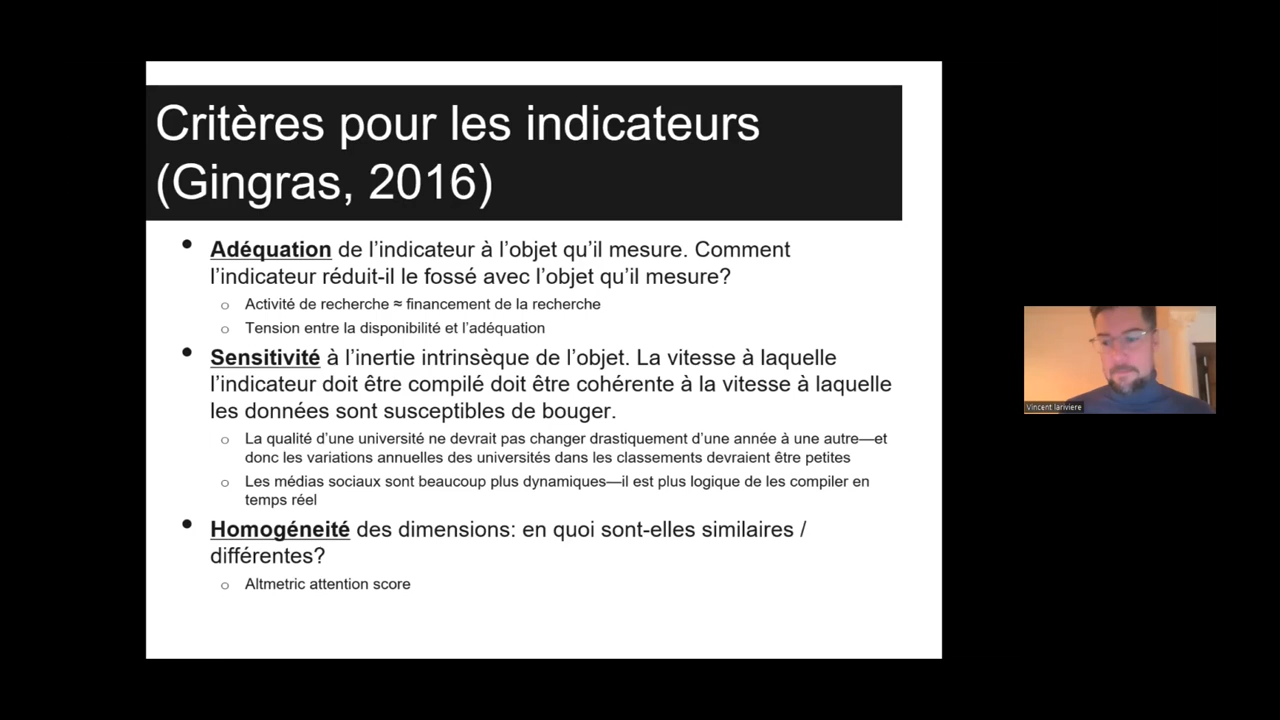 Critères pour les indicateurs
(Gingras, 2016)
• Adéquation de l’indicateur à l’objet qu’il mesure. Comment
l’indicateur réduit-il le fossé avec l’objet qu’il mesure?
o Activité de recherche ≈ financement de la recherche
o Tension entre la disponibilité et l’adéquation
• Sensitivité à l’inertie intrinsèque de l’objet. La vitesse à laquelle
l’indicateur doit être compilé doit être cohérente à la vitesse à laquelle
les données sont susceptibles de bouger.
o La qualité d’une université ne devrait pas changer drastiquement d’une année à une autre—et
donc les variations annuelles des universités dans les classements devraient être petites
o Les médias sociaux sont beaucoup plus dynamiques—il est plus logique de les compiler en
temps réel
• Homogéneité des dimensions: en quoi sont-elles similaires /
différentes?
o Altmetric attention score
Vincent lariviere